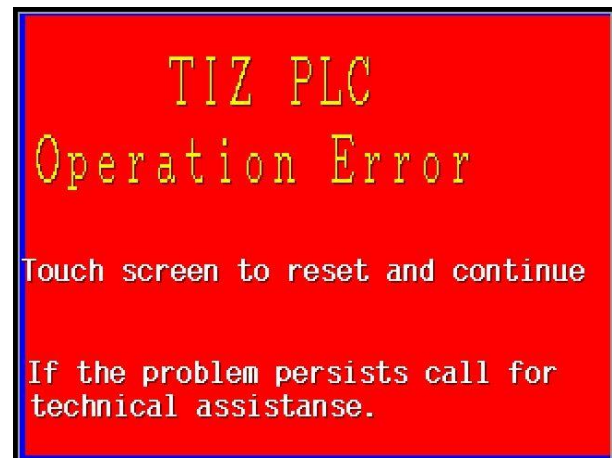 TIZ PLC
Operation Error
Touch screen to reset and continue
If the problem persists call for
technical assistanse.